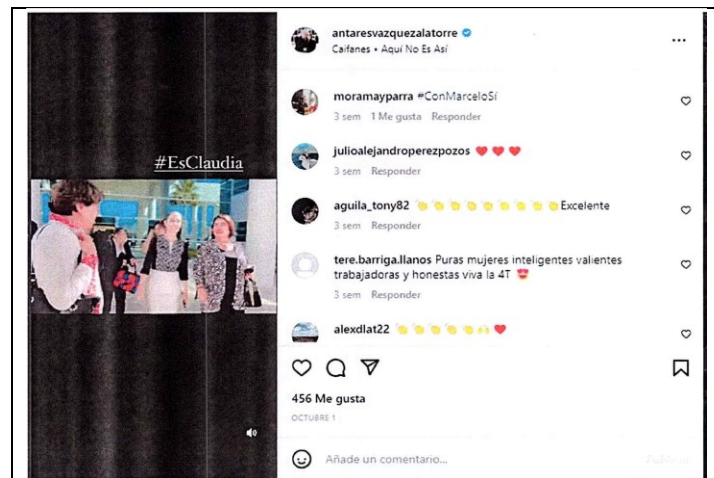 #EsClaudia
antaresvazquezalatorre
Caifanes • Aquí No Es Así
moramayparra #ConMarceloSí
3 sem 1 Me gusta Responder
julioalejandroperezpozos ❤️ ❤️ ❤️
3 sem Responder
aguila_tony82 👏👏👏👏👏👏👏👏👏Excelente
3 sem Responder
tere.barriga.llanos Puras mujeres inteligentes valientes
trabajadoras y honestas viva la 4T 😍
3 sem Responder
alexdlat22 👏👏👏👏👏🙌❤️
456 Me gusta
OCTUBRE 1
Añade un comentario...